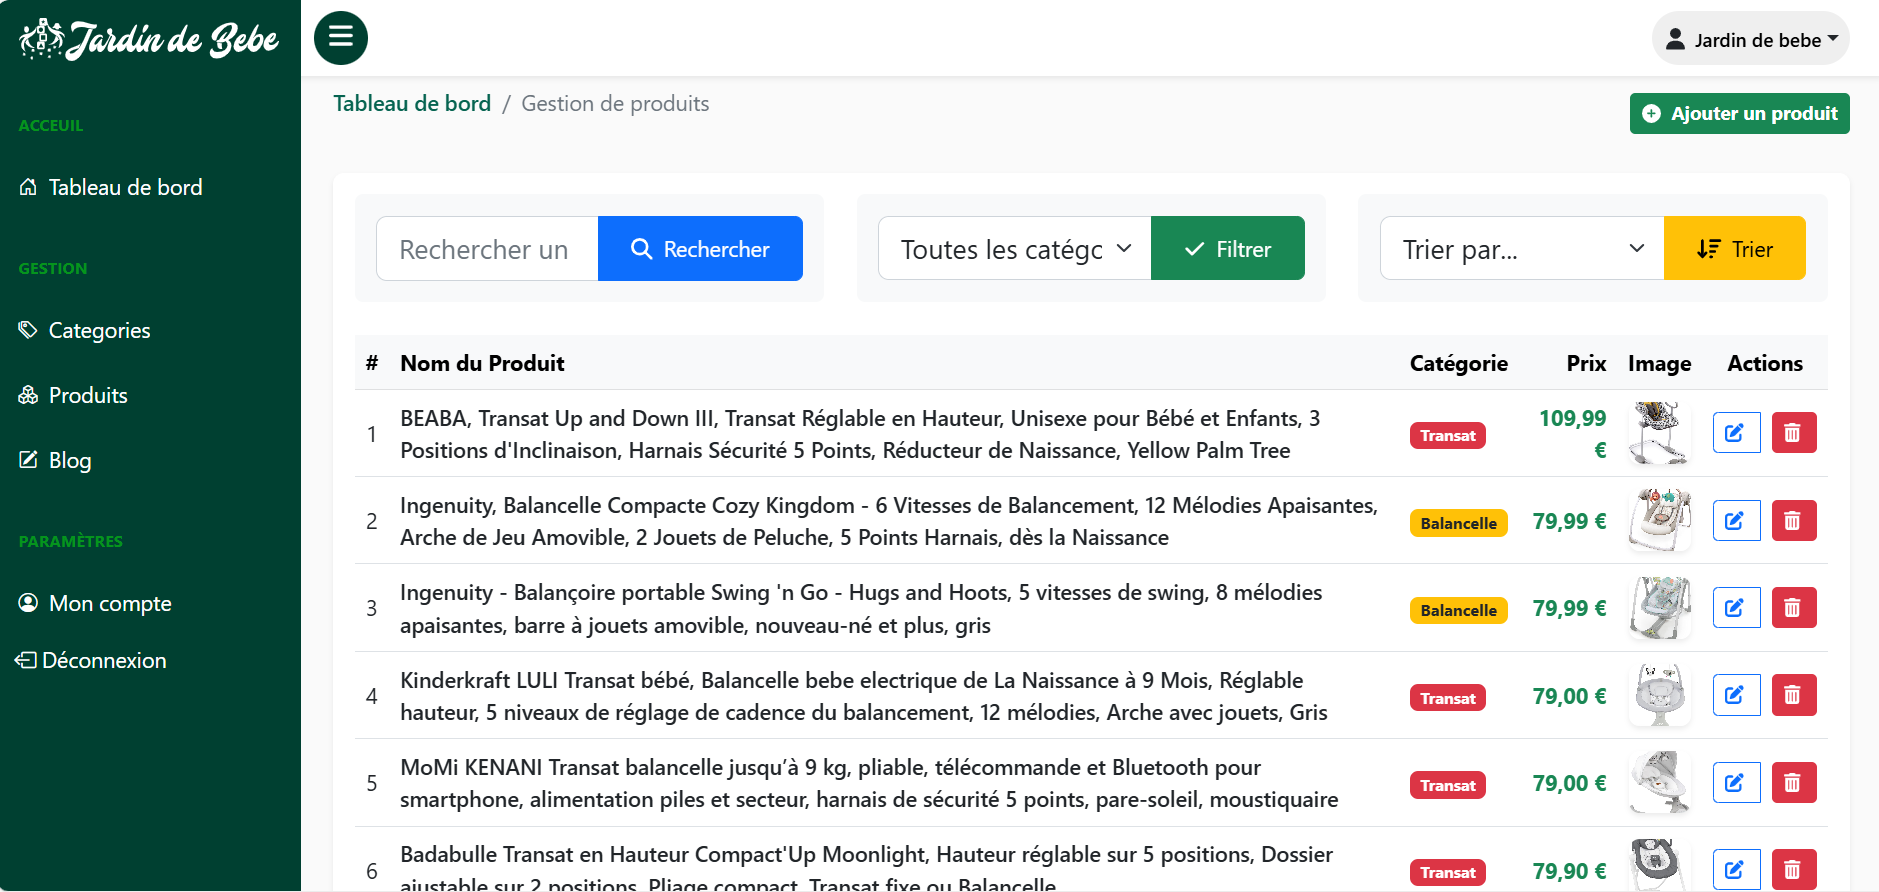 Jardin de Bebe
Jardin de bebe
ACCEUIL
Tableau de bord
GESTION
Categories
Produits
Blog
PARAMÈTRES
Mon compte
Déconnexion
Tableau de bord / Gestion de produits
Ajouter un produit
Rechercher un
Rechercher
Toutes les catégc
Filtrer
Trier par...
Trier
# Nom du Produit Catégorie Prix Image Actions
1 BEABA, Transat Up and Down III, Transat Réglable en Hauteur, Unisexe pour Bébé et Enfants, 3
Positions d'Inclinaison, Harnais Sécurité 5 Points, Réducteur de Naissance, Yellow Palm Tree
Transat
109,99
€
2 Ingenuity, Balancelle Compacte Cozy Kingdom - 6 Vitesses de Balancement, 12 Mélodies Apaisantes,
Arche de Jeu Amovible, 2 Jouets de Peluche, 5 Points Harnais, dès la Naissance
Balancelle
79,99 €
3 Ingenuity - Balançoire portable Swing 'n Go - Hugs and Hoots, 5 vitesses de swing, 8 mélodies
apaisantes, barre à jouets amovible, nouveau-né et plus, gris
Balancelle
79,99 €
4 Kinderkraft LULI Transat bébé, Balancelle bebe electrique de La Naissance à 9 Mois, Réglable
hauteur, 5 niveaux de réglage de cadence du balancement, 12 mélodies, Arche avec jouets, Gris
Transat
79,00 €
5 MoMi KENANI Transat balancelle jusqu’à 9 kg, pliable, télécommande et Bluetooth pour
smartphone, alimentation piles et secteur, harnais de sécurité 5 points, pare-soleil, moustiquaire
Transat
79,00 €
6 Badabulle Transat en Hauteur Compact'Up Moonlight, Hauteur réglable sur 5 positions, Dossier
ajustable sur 2 positions, Pliage compact, Transat fixe ou Balancelle
Transat
79,90 €